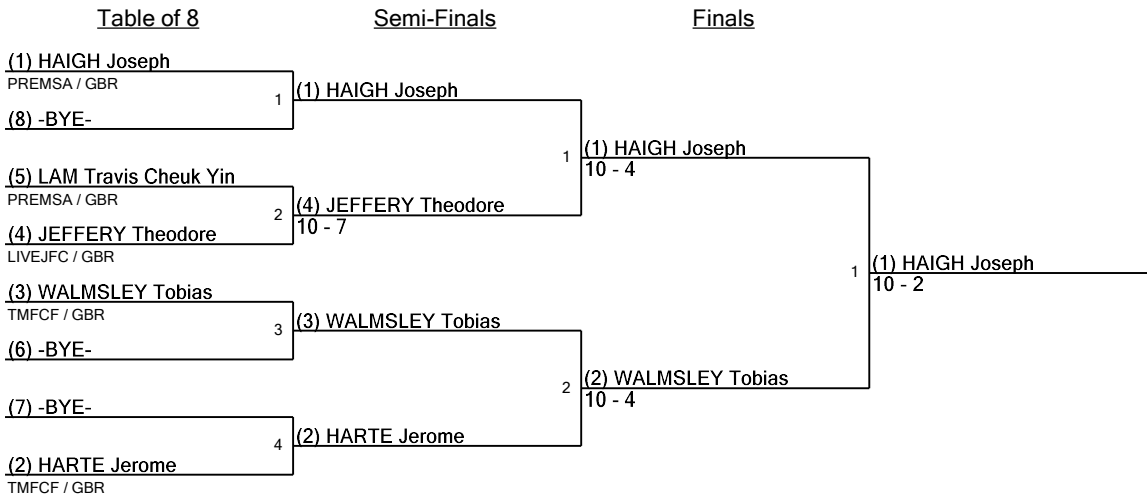 Table of 8 Semi-Finals Finals
(1) HAIGH Joseph
PREMSA / GBR
1 (1) HAIGH Joseph
(8) -BYE-
1 (1) HAIGH Joseph
10 - 4
(5) LAM Travis Cheuk Yin
PREMSA / GBR
2 (4) JEFFERY Theodore
10 - 7
(4) JEFFERY Theodore
LIVEJFC / GBR
1 (1) HAIGH Joseph
10 - 2
(3) WALMSLEY Tobias
TMFCF / GBR
3 (3) WALMSLEY Tobias
(6) -BYE-
2 (2) WALMSLEY Tobias
10 - 4
(7) -BYE-
4 (2) HARTE Jerome
(2) HARTE Jerome
TMFCF / GBR